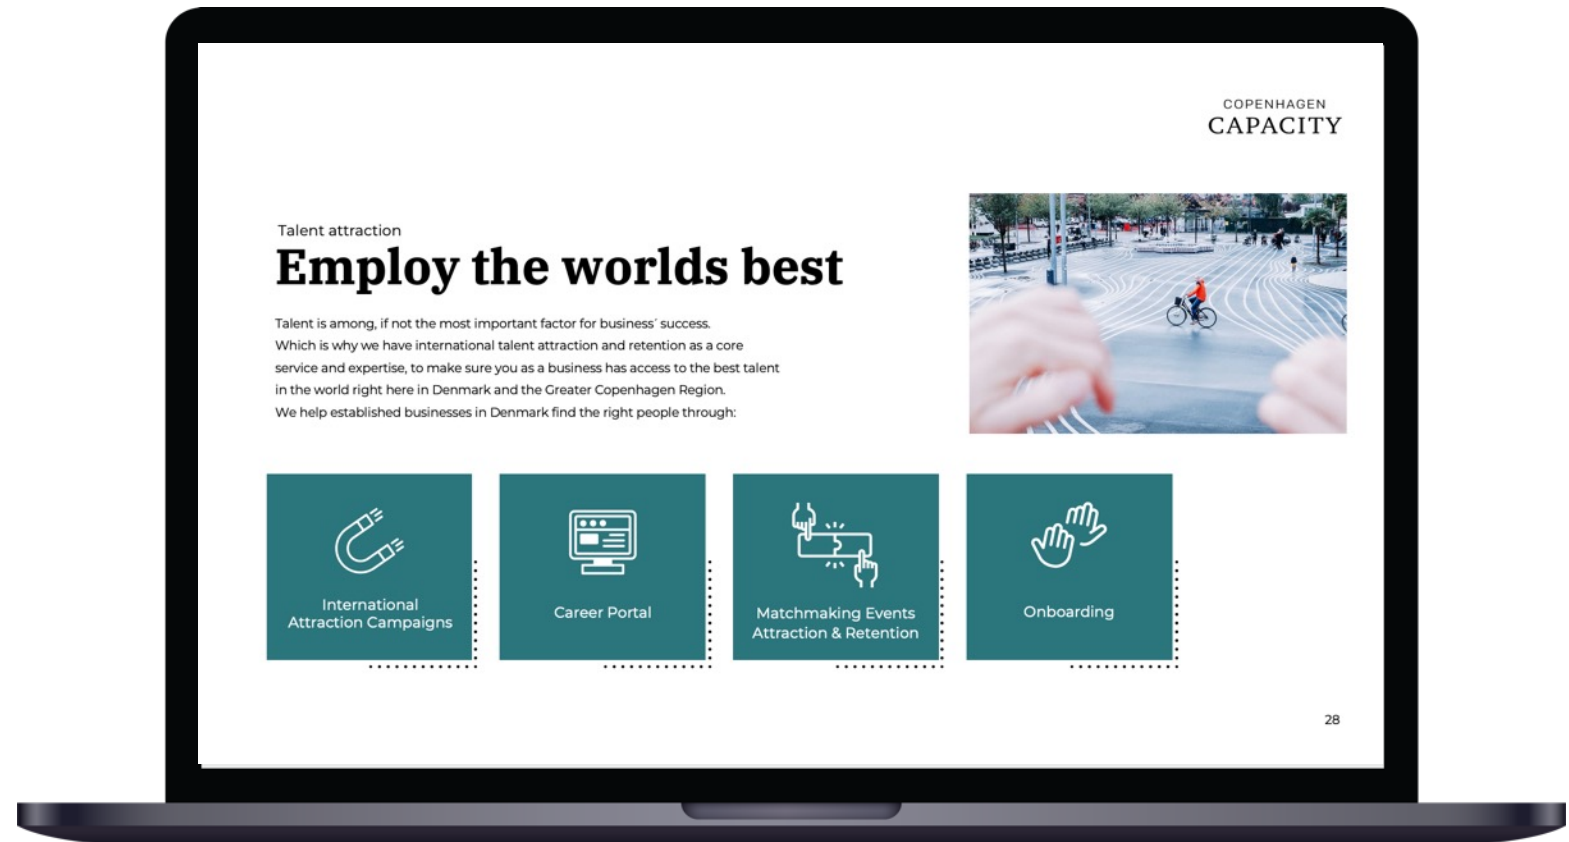 COPENHAGEN
CAPACITY
Talent attraction
Employ the worlds best
Talent is among, if not the most important factor for business´ success.
Which is why we have international talent attraction and retention as a core
service and expertise, to make sure you as a business has access to the best talent
in the world right here in Denmark and the Greater Copenhagen Region.
We help established businesses in Denmark find the right people through:
International
Attraction Campaigns
Career Portal
Matchmaking Events
Attraction & Retention
Onboarding
28